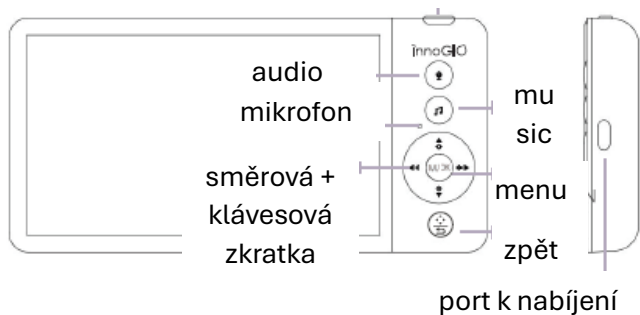 innoGIO
audio
mikrofon
mu
sic
směrová +
klávesová
zkratka
menu
zpět
port k nabíjení